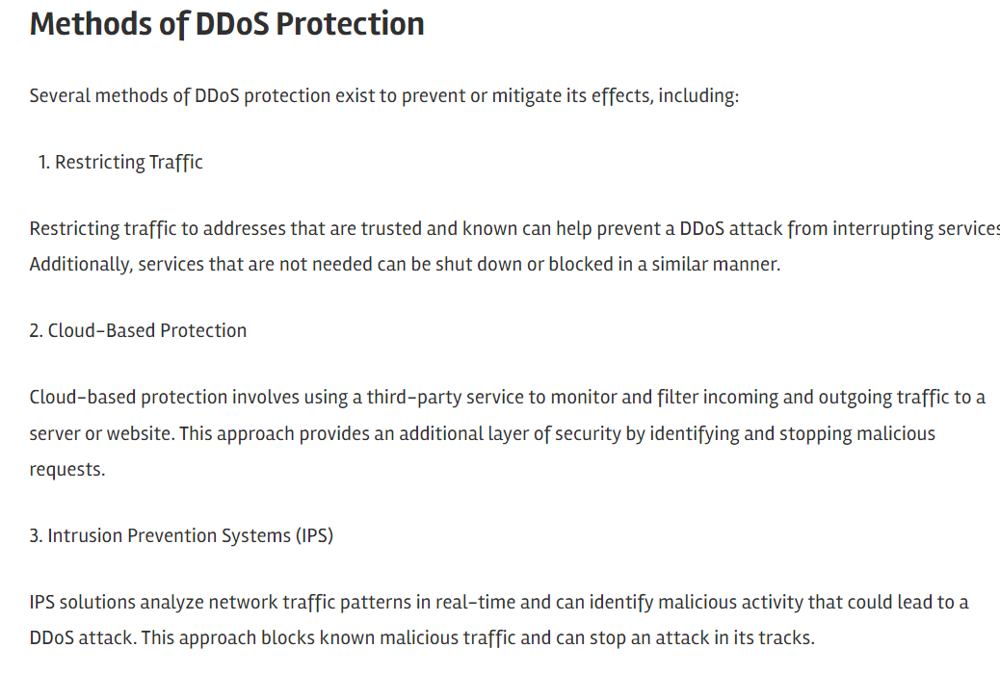 Methods of DDoS Protection
Several methods of DDoS protection exist to prevent or mitigate its effects, including:
1. Restricting Traffic
Restricting traffic to addresses that are trusted and known can help prevent a DDoS attack from interrupting services
Additionally, services that are not needed can be shut down or blocked in a similar manner.
2. Cloud-Based Protection
Cloud-based protection involves using a third-party service to monitor and filter incoming and outgoing traffic to a
server or website. This approach provides an additional layer of security by identifying and stopping malicious
requests.
3. Intrusion Prevention Systems (IPS)
IPS solutions analyze network traffic patterns in real-time and can identify malicious activity that could lead to a
DDoS attack. This approach blocks known malicious traffic and can stop an attack in its tracks.